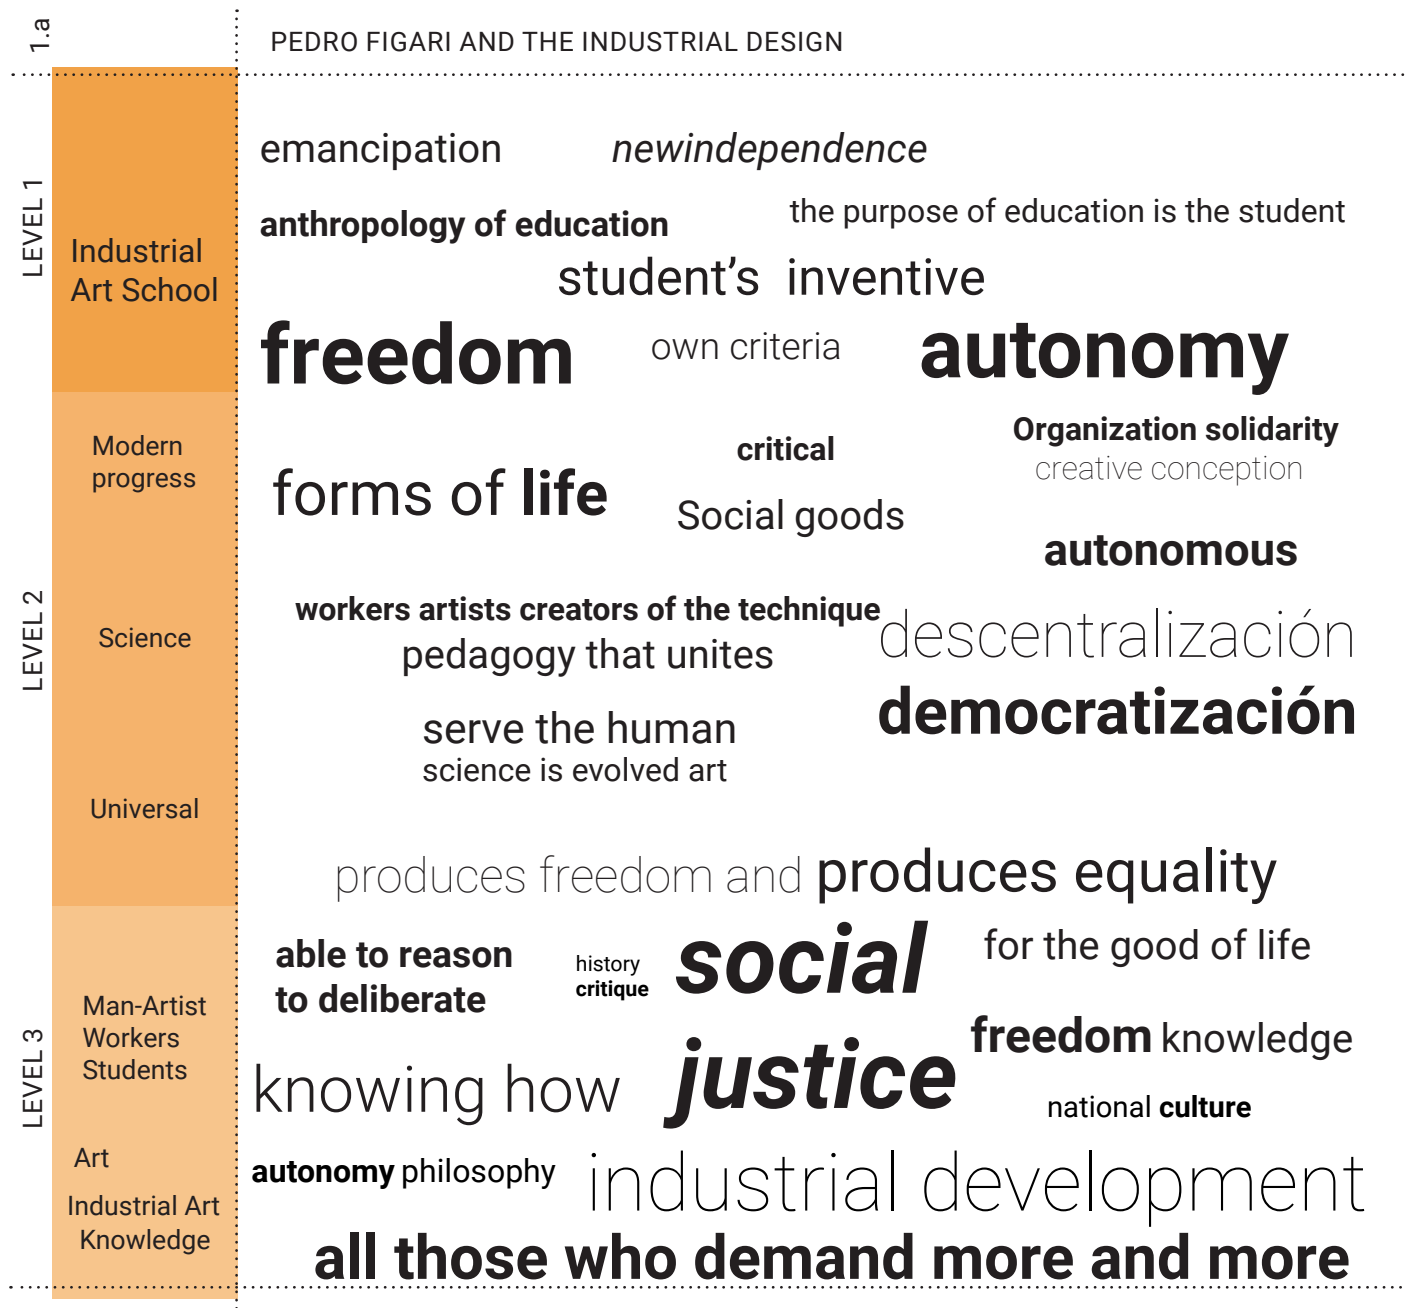 1.a
PEDRO FIGARI AND THE INDUSTRIAL DESIGN
LEVEL 1
Industrial
Art School
emancipation
newindependence
anthropology of education
the purpose of education is the student
student’s inventive
freedom
own criteria
autonomy
LEVEL 2
Modern
progress
Science
Universal
critical
Organization solidarity
creative conception
forms of life
Social goods
autonomous
workers artists creators of the technique
pedagogy that unites
descentralización
democratización
serve the human
science is evolved art
produces freedom and produces equality
LEVEL 3
Man-Artist
Workers
Students
Art
Industrial Art
Knowledge
able to reason
to deliberate
history
critique
social
justice
for the good of life
freedom knowledge
knowing how
national culture
autonomy philosophy
industrial development
all those who demand more and more